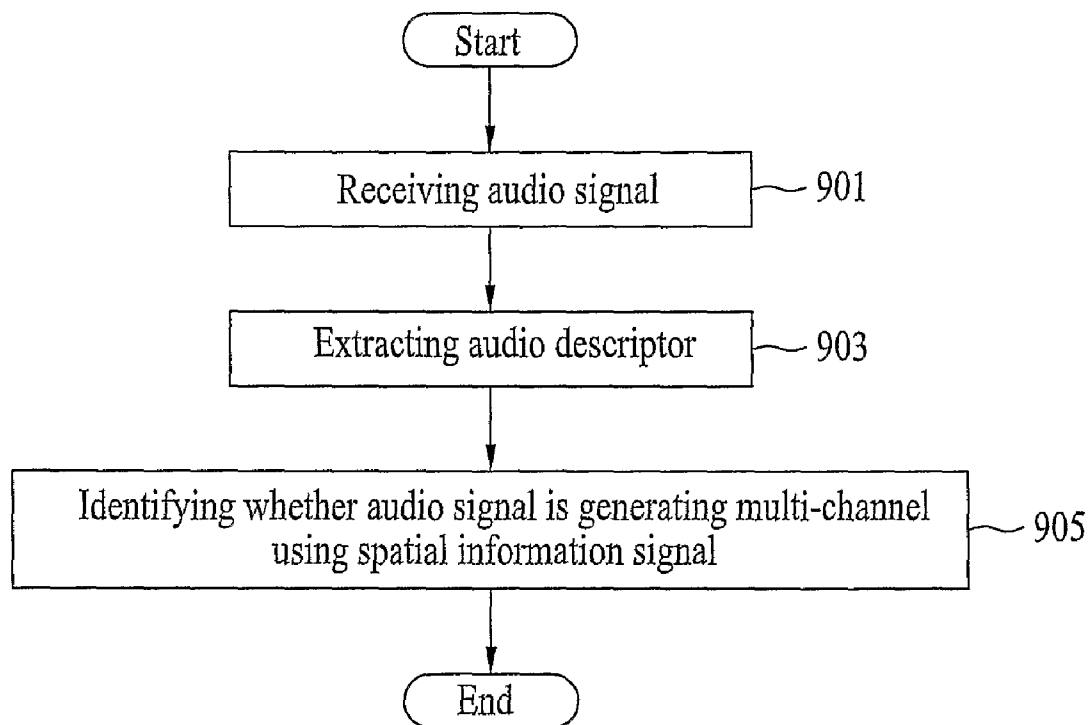 Start
Receiving audio signal
901
Extracting audio descriptor
903
Identifying whether audio signal is generating multi-channel
using spatial information signal
905
End